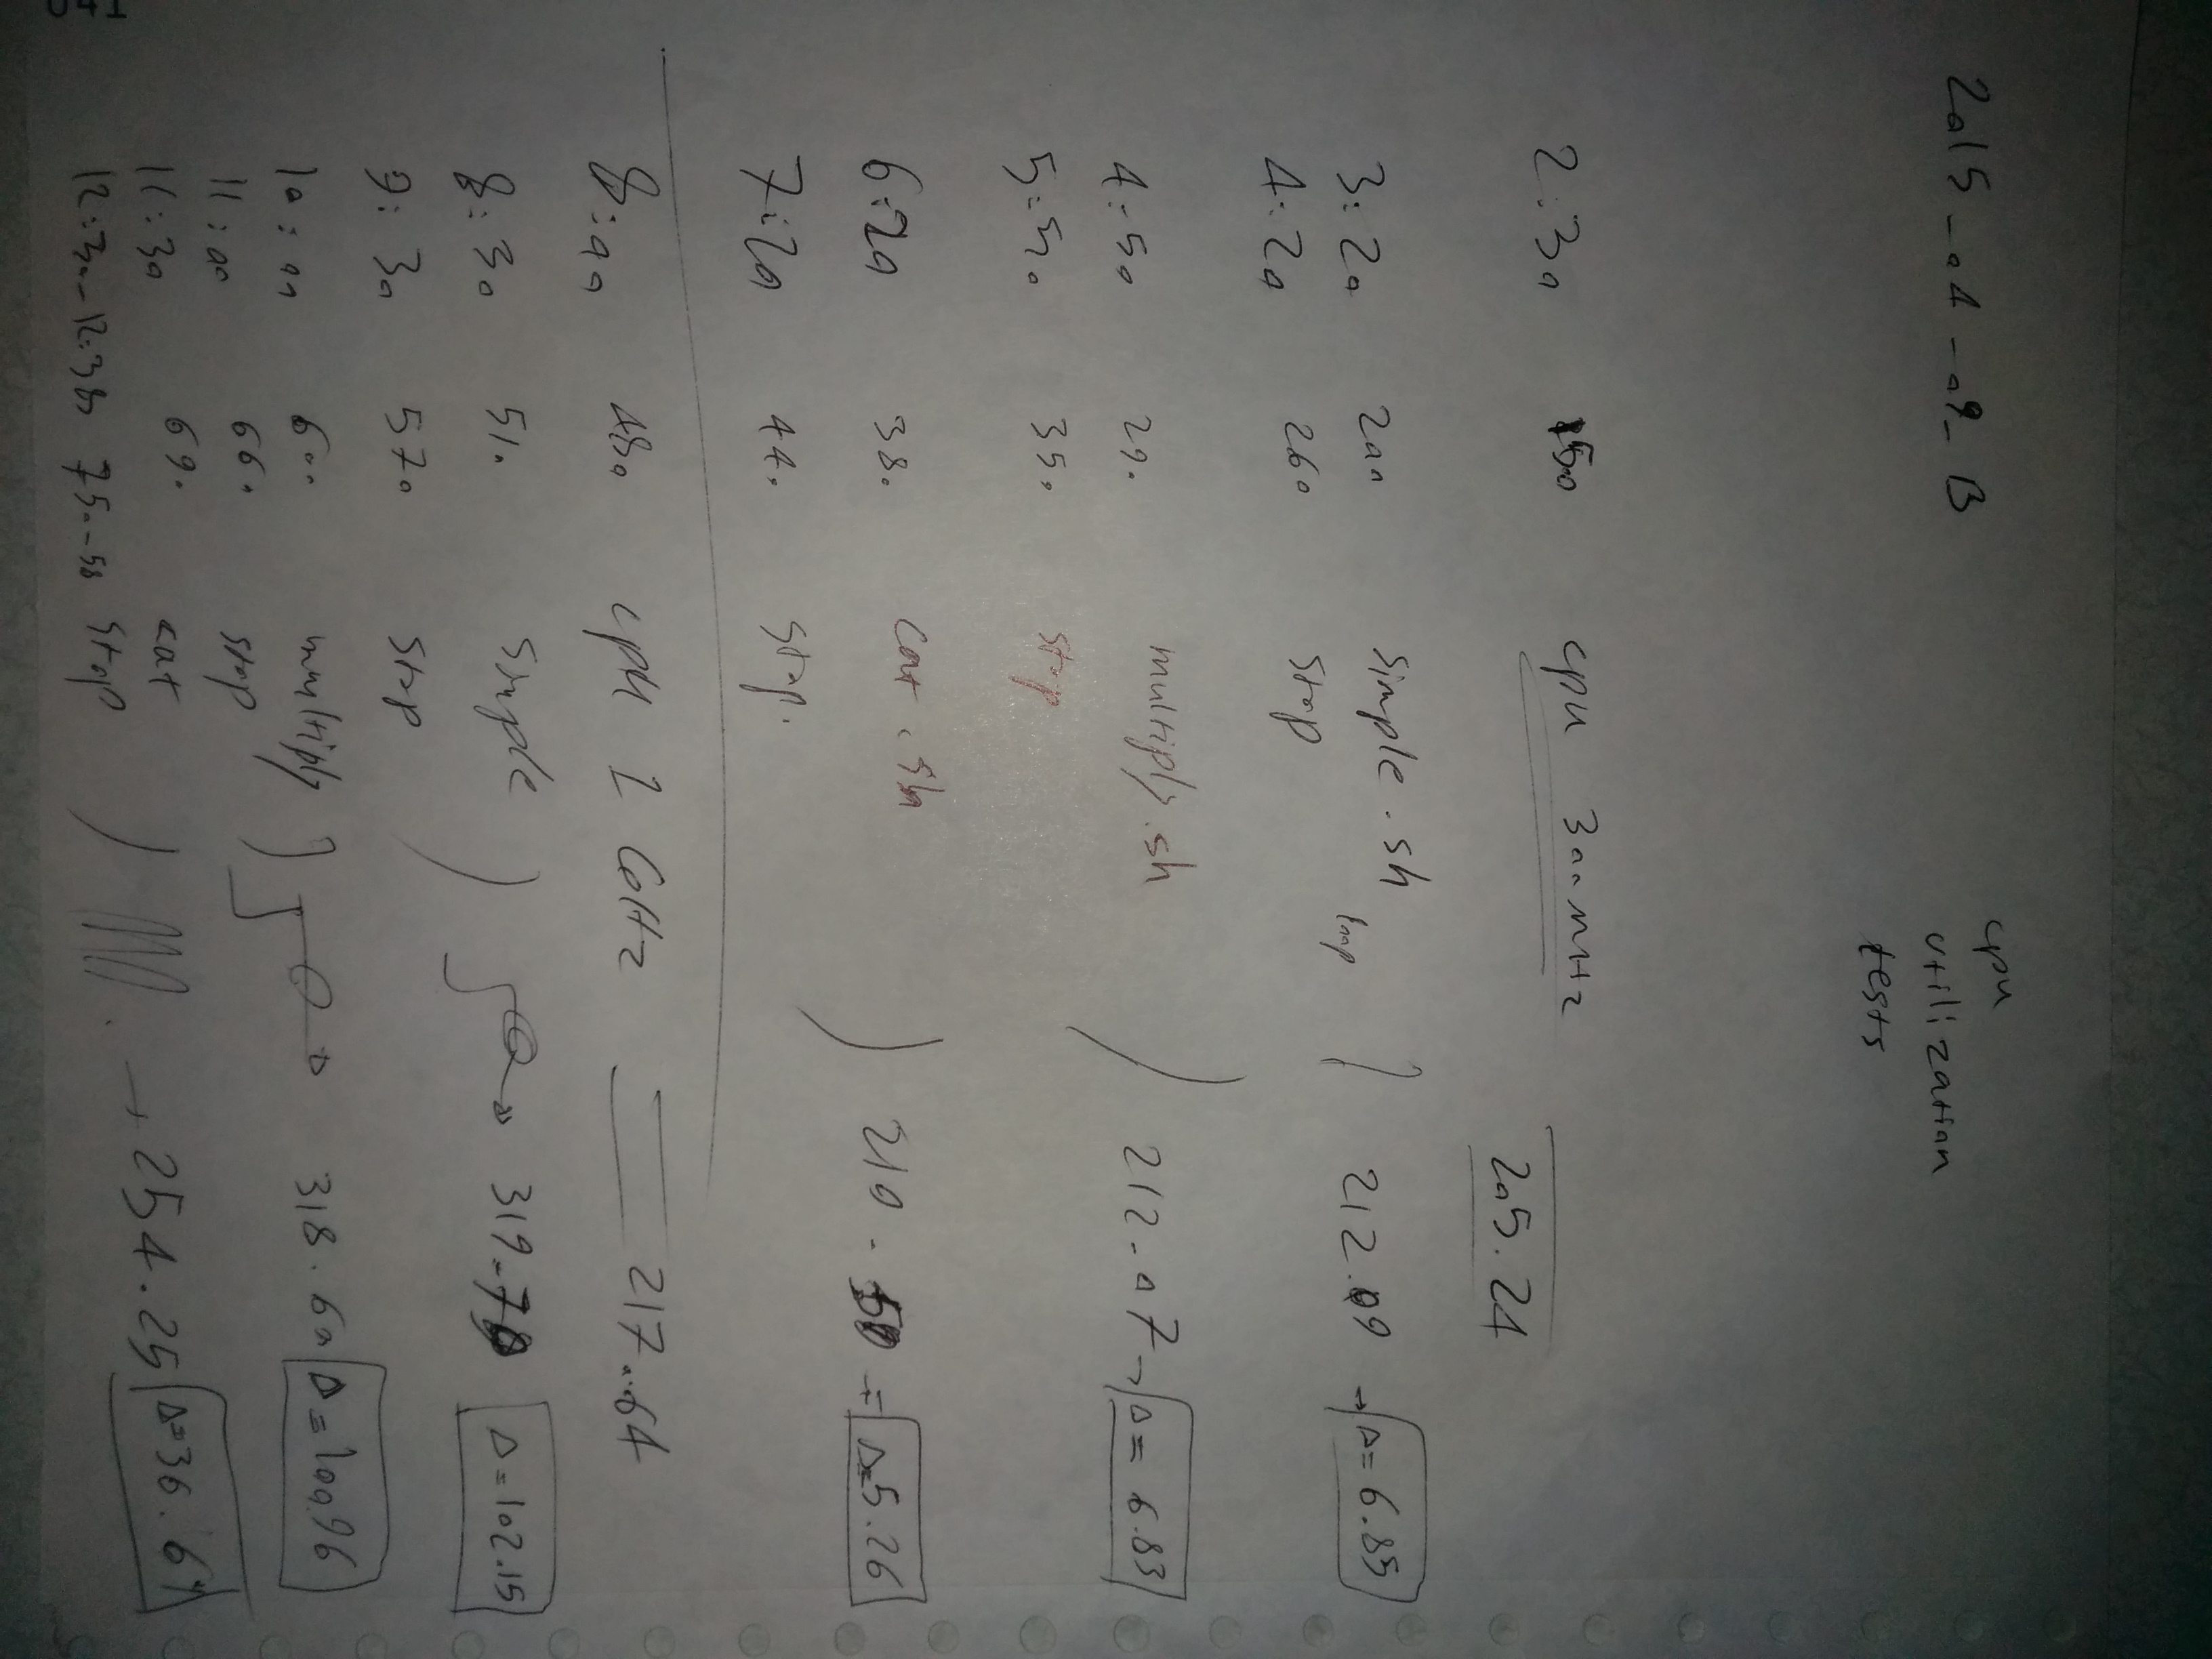 2015-04-09-B
cpu
utilization
tests
2:30 150 cpu 300 MHz 205.24
3:20 200 simple.sh loop 212.09 → Δ = 6.85
4:20 260 stop
4:50 290 multiply.sh 212.07 → Δ = 6.83
5:50 350 stop
6:20 380 cat.sh 210.50 = Δ=5.26
7:20 440 stop.
8:00 480 cpu 1 GHz 217.64
8:30 510 simple → 319.78 Δ = 102.15
9:30 570 stop
10:00 600 multiply → 318.60 Δ = 100.96
11:00 660 stop
11:30 690 cat → 254.25 Δ=36.61
12:30-12:38 750-58 stop